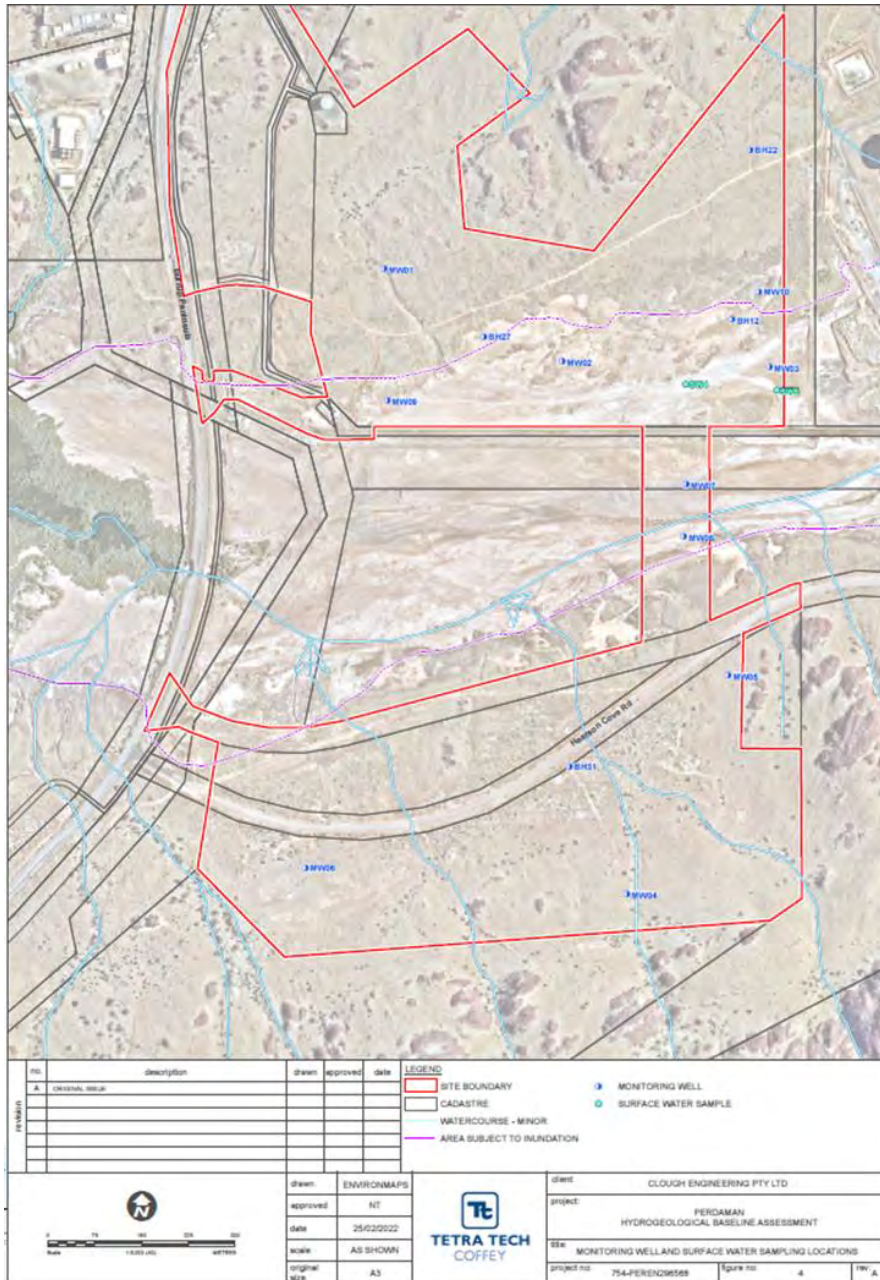 BH22
MW01
MW10
BH12
BH27
MW02
MW03
MW09
MW07
MW05
Hearson Cove Rd
BH31
MW06
MW04
no.
description
drawn
approved
date
A
ORIGINAL ISSUE
revision
LEGEND
SITE BOUNDARY
CADASTRE
WATERCOURSE - MINOR
AREA SUBJECT TO INUNDATION
MONITORING WELL
SURFACE WATER SAMPLE
N
Scale
METRES
drawn
ENVIRONMAPS
approved
NT
date
25/02/2022
scale
AS SHOWN
original size
A3
Tt
TETRA TECH
COFFEY
client:
CLOUGH ENGINEERING PTY LTD
project:
PERDAMAN
HYDROGEOLOGICAL BASELINE ASSESSMENT
title:
MONITORING WELL AND SURFACE WATER SAMPLING LOCATIONS
project no:
figure no:
4
rev:
A